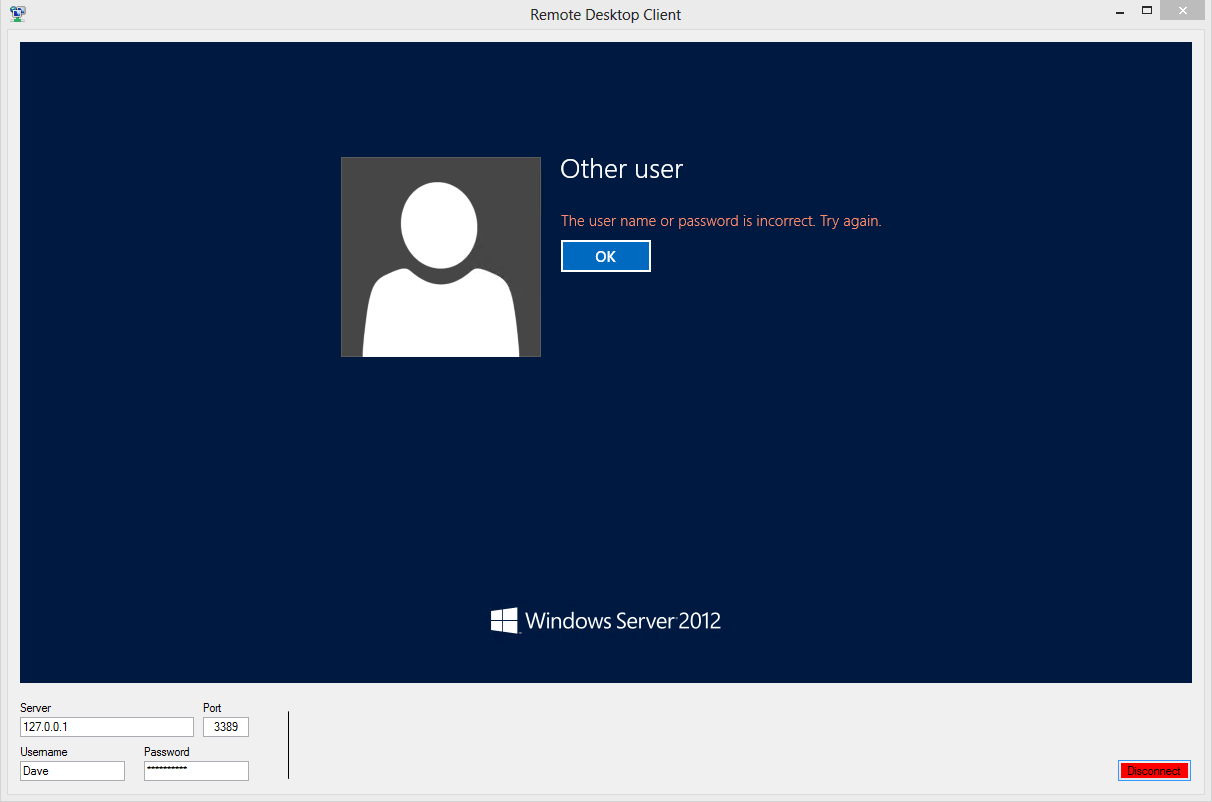 Remote Desktop Client
Other user
The user name or password is incorrect. Try again.
OK
Windows Server 2012
Server
Port
127.0.0.1
3389
Username
Password
Dave
**********
Disconnect